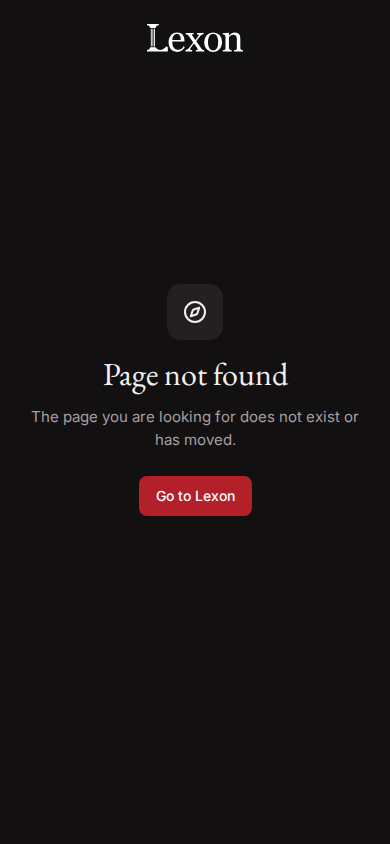 Lexon
Page not found
The page you are looking for does not exist or
has moved.
Go to Lexon